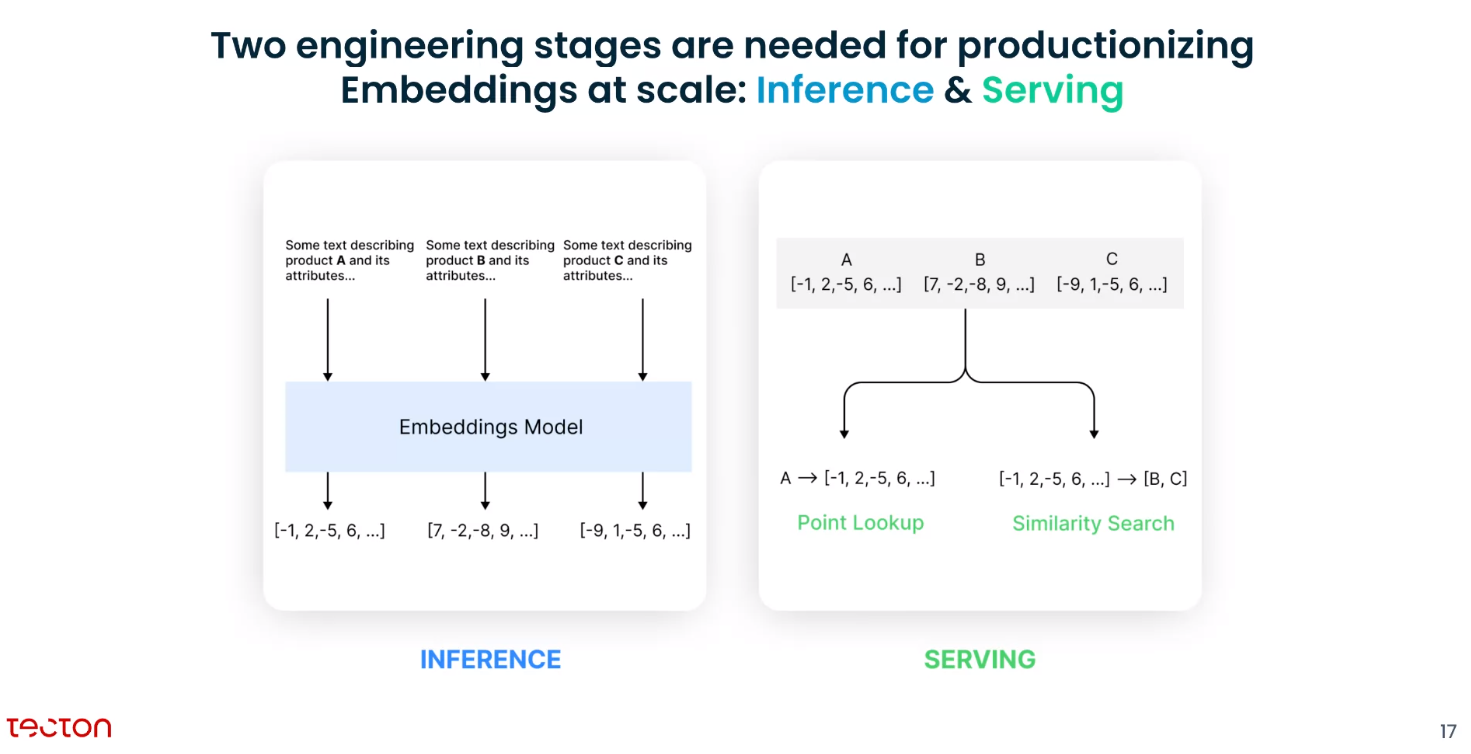 Two engineering stages are needed for productionizing
Embeddings at scale: Inference & Serving
Some text describing
product A and its
attributes...
Some text describing
product B and its
attributes...
Some text describing
product C and its
attributes...
Embeddings Model
[-1, 2,-5, 6, ...]
[7, -2,-8, 9, ...]
[-9, 1,-5, 6, ...]
INFERENCE
A B C
[-1, 2,-5, 6, ...] [7, -2,-8, 9, ...] [-9, 1,-5, 6, ...]
A → [-1, 2,-5, 6, ...]
Point Lookup
[-1, 2,-5, 6, ...] → [B, C]
Similarity Search
SERVING
tecton
17